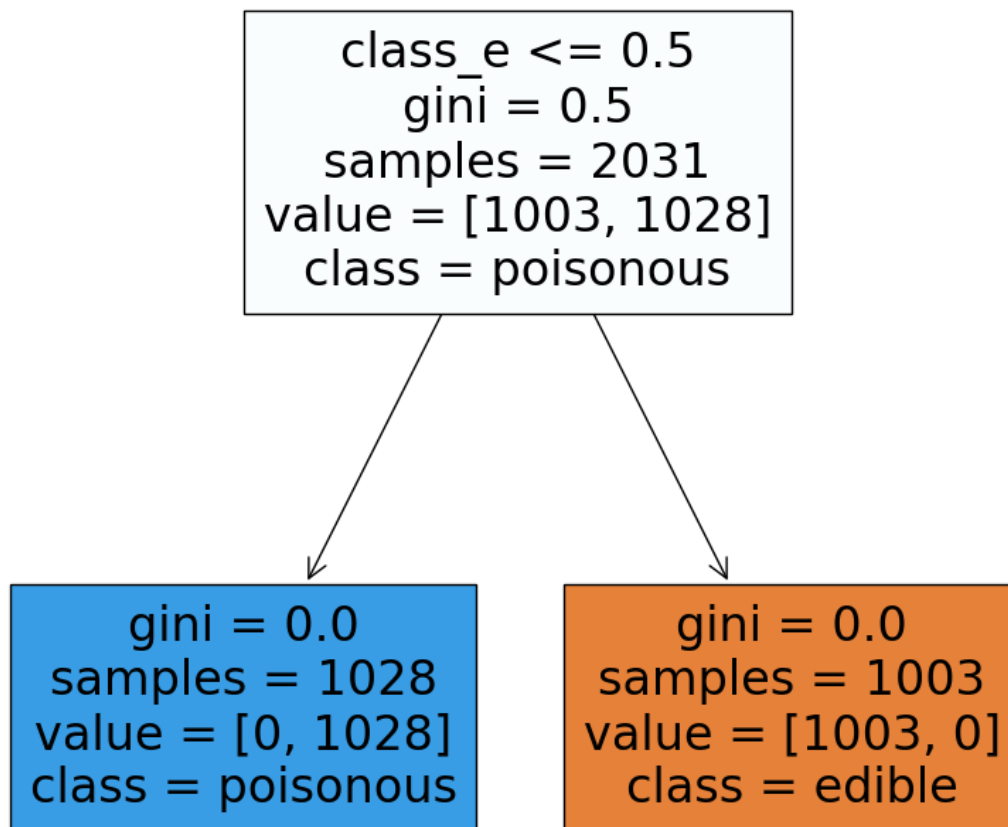 class_e <= 0.5
gini = 0.5
samples = 2031
value = [1003, 1028]
class = poisonous
gini = 0.0
samples = 1028
value = [0, 1028]
class = poisonous
gini = 0.0
samples = 1003
value = [1003, 0]
class = edible